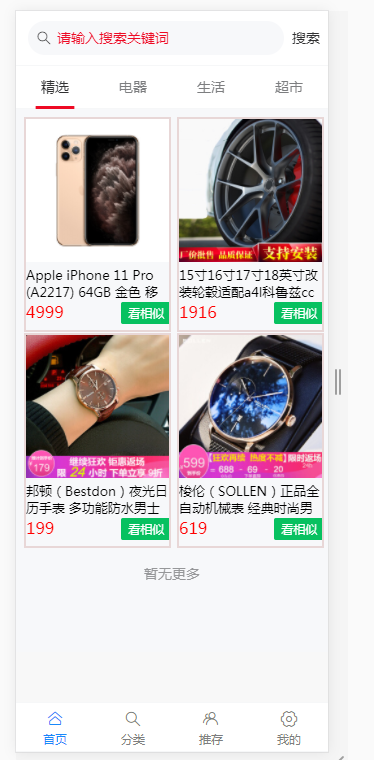 请输入搜索关键词 搜索
精选 电器 生活 超市
Apple iPhone 11 Pro
(A2217) 64GB 金色 移
4999 看相似
厂价批售 品质保证 支持安装
15寸16寸17寸18英寸改
装轮毂适配a4l科鲁兹cc
1916 看相似
179 继续狂欢 钜惠返场
限 24 小时 下单立享 9折
邦顿（Bestdon）夜光日
历手表 多功能防水男士
199 看相似
狂欢再续 热度不减 限时返场
599 688 - 69 - 20
梭伦（SOLLEN）正品全
自动机械表 经典时尚男
619 看相似
暂无更多
首页 分类 推存 我的